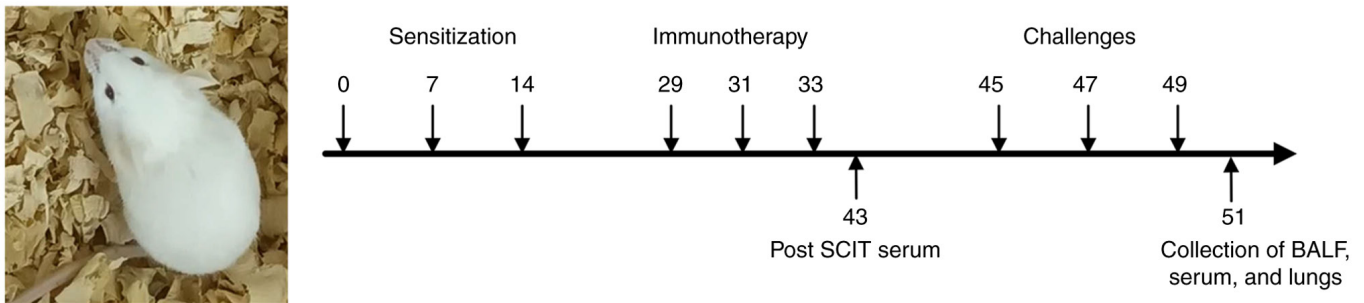 Sensitization Immunotherapy Challenges
0 7 14 29 31 33 45 47 49
43 51
Post SCIT serum Collection of BALF,
serum, and lungs